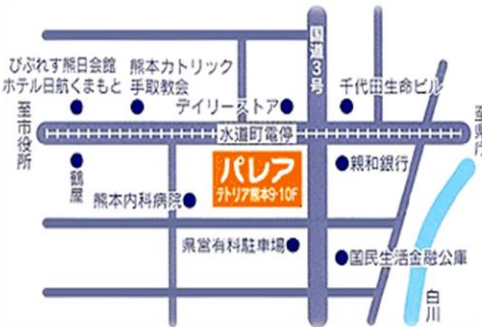 国道3号
びぷれす熊日会館
ホテル日航くまもと
熊本カトリック
手取教会
デイリーストア
千代田生命ビル
至市役所
水道町電停
至県庁
鶴屋
パレア
テトリア熊本9・10F
親和銀行
熊本内科病院
県営有料駐車場
国民生活金融公庫
白川